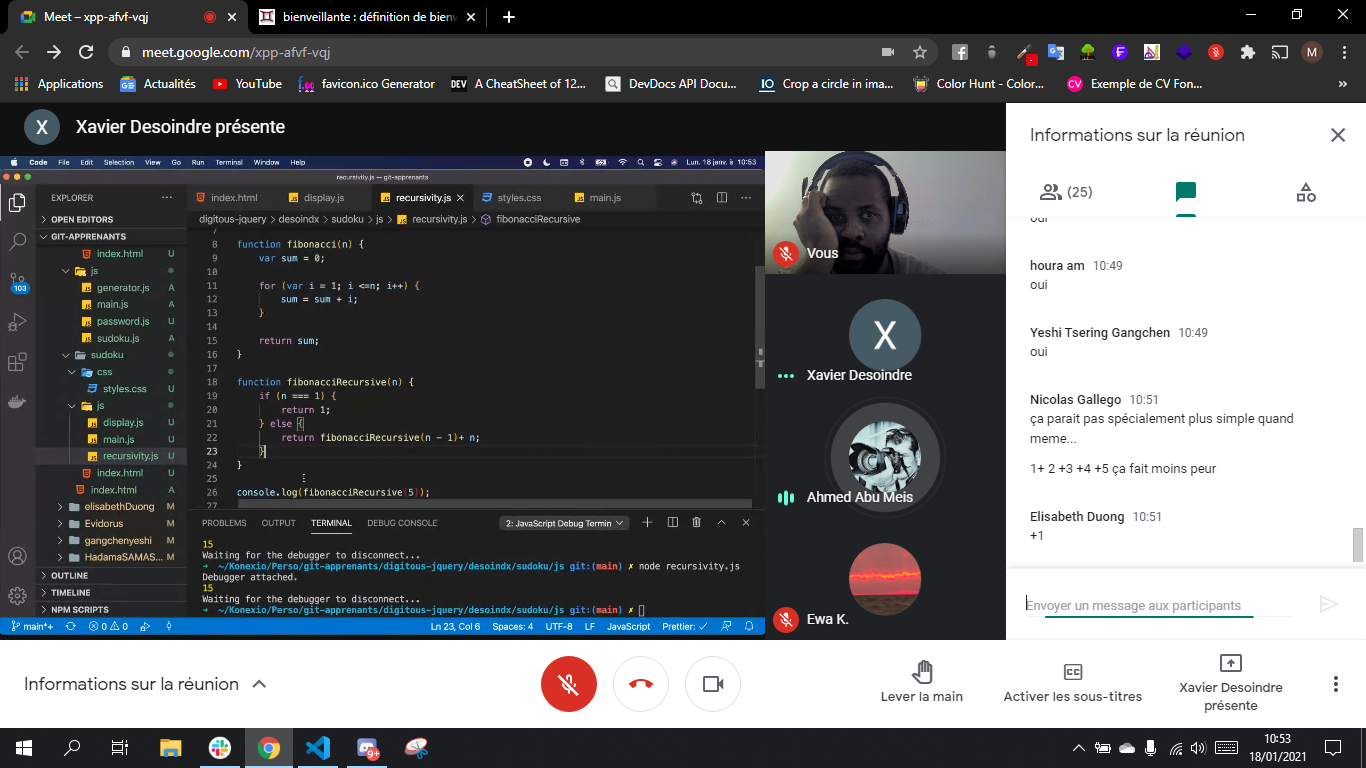 Meet – xpp-afvf-vqj
bienveillante : définition de bienv
meet.google.com/xpp-afvf-vqj
M
Applications
Actualités
YouTube
favicon.ico Generator
DEV A CheatSheet of 12...
DevDocs API Docu...
IO Crop a circle in ima...
Color Hunt - Color...
CV Exemple de CV Fon...
»
X Xavier Desoindre présente
Code File Edit Selection View Go Run Terminal Window Help
Lun. 18 janv. à 10:53
recursivity.js — git-apprenants
EXPLORER
OPEN EDITORS
GIT-APPRENANTS
index.html U
js
generator.js A
main.js A
password.js U
sudoku.js A
sudoku
css
styles.css U
js
display.js U
main.js U
recursivity.js U
index.html U
index.html A
elisabethDuong M
Evidorus M
gangchenyeshi M
HadamaSAMAS... M
OUTLINE
TIMELINE
NPM SCRIPTS
103
index.html
display.js
recursivity.js
styles.css
main.js
digitous-jquery > desoindx > sudoku > js > recursivity.js > fibonacciRecursive
7
8 function fibonacci(n) {
9 var sum = 0;
10
11 for (var i = 1; i <=n; i++) {
12 sum = sum + i;
13 }
14
15 return sum;
16 }
17
18 function fibonacciRecursive(n) {
19 if (n === 1) {
20 return 1;
21 } else {
22 return fibonacciRecursive(n - 1)+ n;
23 }
24 }
25
26 console.log(fibonacciRecursive(5));
27
PROBLEMS OUTPUT TERMINAL DEBUG CONSOLE
2: JavaScript Debug Termin
15
Waiting for the debugger to disconnect...
➜ ~/Konexio/Perso/git-apprenants/digitous-jquery/desoindx/sudoku/js git:(main) ✗ node recursivity.js
Debugger attached.
15
Waiting for the debugger to disconnect...
➜ ~/Konexio/Perso/git-apprenants/digitous-jquery/desoindx/sudoku/js git:(main) ✗
main*+
0 0
Ln 23, Col 6 Spaces: 4 UTF-8 LF JavaScript Prettier: ✓
Vous
X
Xavier Desoindre
Ahmed Abu Meis
Ewa K.
Informations sur la réunion
(25)
oui
houra am 10:49
oui
Yeshi Tsering Gangchen 10:49
oui
Nicolas Gallego 10:51
ça parait pas spécialement plus simple quand
meme...
1+ 2 +3 +4 +5 ça fait moins peur
Elisabeth Duong 10:51
+1
Envoyer un message aux participants
Informations sur la réunion
Lever la main
Activer les sous-titres
Xavier Desoindre
présente
9+
10:53
18/01/2021